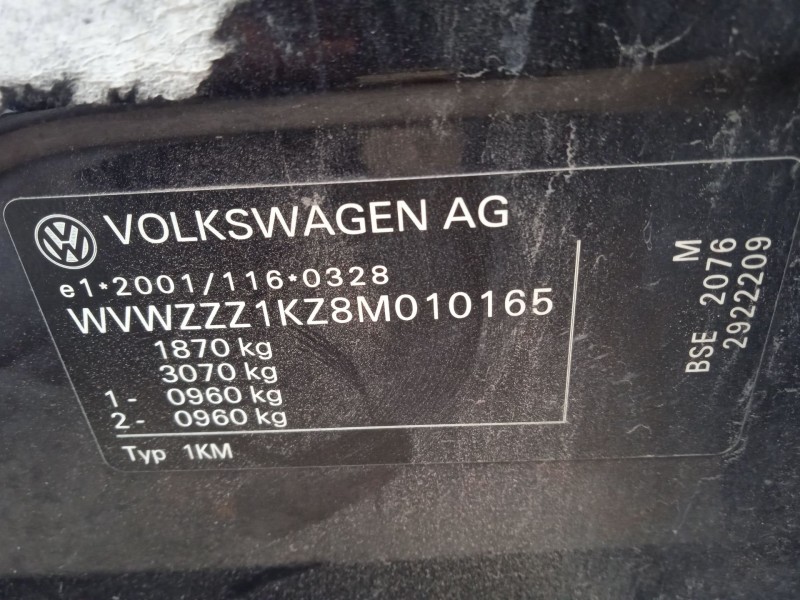 VOLKSWAGEN AG
e1*2001/116*0328
WVWZZZ1KZ8M010165
1870 kg
3070 kg
1- 0960 kg
2- 0960 kg
Typ 1KM
M
BSE 2076
2922209